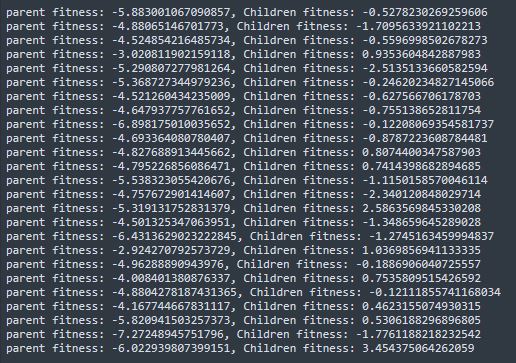 parent fitness: -5.883001067090857, Children fitness: -0.5278230269259606
parent fitness: -4.88065146701773, Children fitness: -1.7095633921102213
parent fitness: -4.524854216485734, Children fitness: -0.5596998502678273
parent fitness: -3.020811902159118, Children fitness: 0.9353604842887983
parent fitness: -5.290807277981264, Children fitness: -2.5135133660582594
parent fitness: -5.368727344979236, Children fitness: -0.24620234827145066
parent fitness: -4.521260434235009, Children fitness: -0.627566706178703
parent fitness: -4.647937757761652, Children fitness: -0.755138652811754
parent fitness: -6.898175010035652, Children fitness: -0.12208069354581737
parent fitness: -4.693364080780407, Children fitness: -0.8787223608784481
parent fitness: -4.827688913445662, Children fitness: 0.8074400347587903
parent fitness: -4.795226856086471, Children fitness: 0.7414398682894685
parent fitness: -5.538323055420676, Children fitness: -1.1150158570046114
parent fitness: -4.757672901414607, Children fitness: -2.340120848029714
parent fitness: -5.319131752831379, Children fitness: 2.5863569845330208
parent fitness: -4.501325347063951, Children fitness: -1.348659645289028
parent fitness: -6.4313629023222845, Children fitness: -1.2745163459994837
parent fitness: -2.924270792573729, Children fitness: 1.0369856941133335
parent fitness: -4.96288890943976, Children fitness: -0.1886906040725557
parent fitness: -4.008401380876337, Children fitness: 0.7535809515426592
parent fitness: -4.8804278187431365, Children fitness: -0.12111855741168034
parent fitness: -4.167744667831117, Children fitness: 0.4623155074930315
parent fitness: -5.820941503257373, Children fitness: 0.5306188296896805
parent fitness: -7.27248945751796, Children fitness: -1.7761188218232542
parent fitness: -6.022939807399151, Children fitness: 3.454375064262059